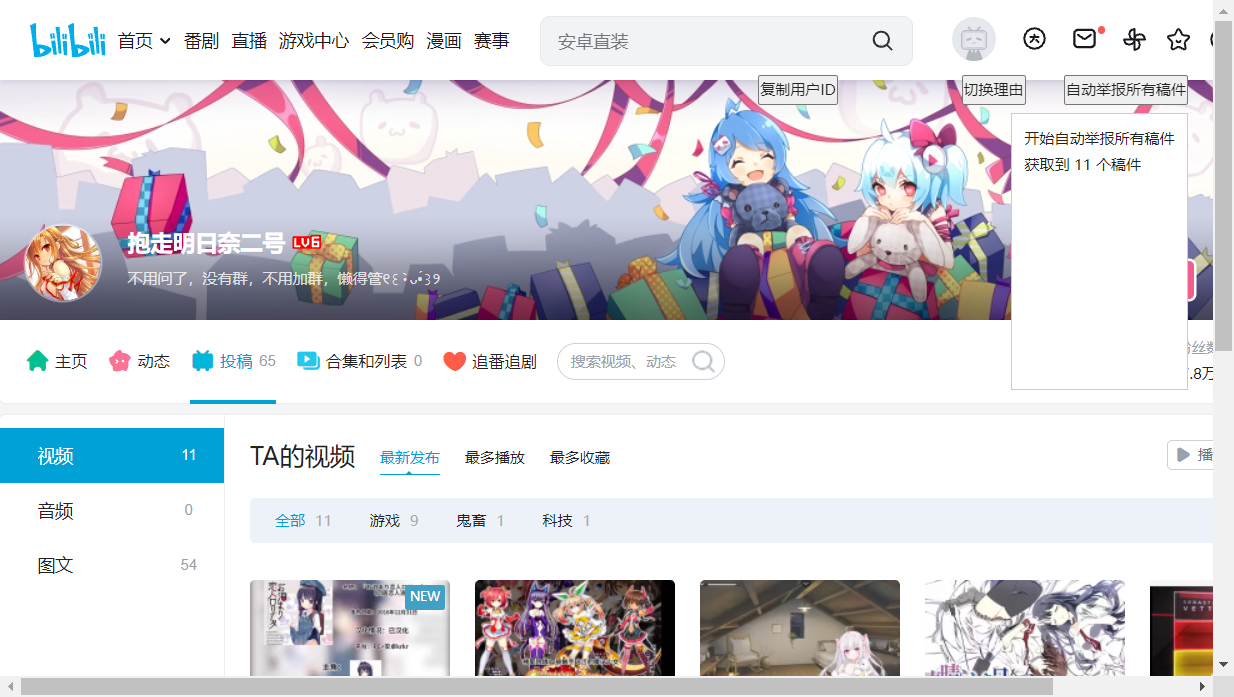 bilibili
首页 番剧 直播 游戏中心 会员购 漫画 赛事
安卓直装
复制用户ID 切换理由 自动举报所有稿件
开始自动举报所有稿件
获取到 11 个稿件
抱走明日奈二号 LV6
不用问了，没有群，不用加群，懒得管
主页 动态 投稿 65 合集和列表 0 追番追剧 搜索视频、动态
丝数
.8万
视频 11
音频 0
图文 54
TA的视频 最新发布 最多播放 最多收藏 播
全部 11 游戏 9 鬼畜 1 科技 1
NEW